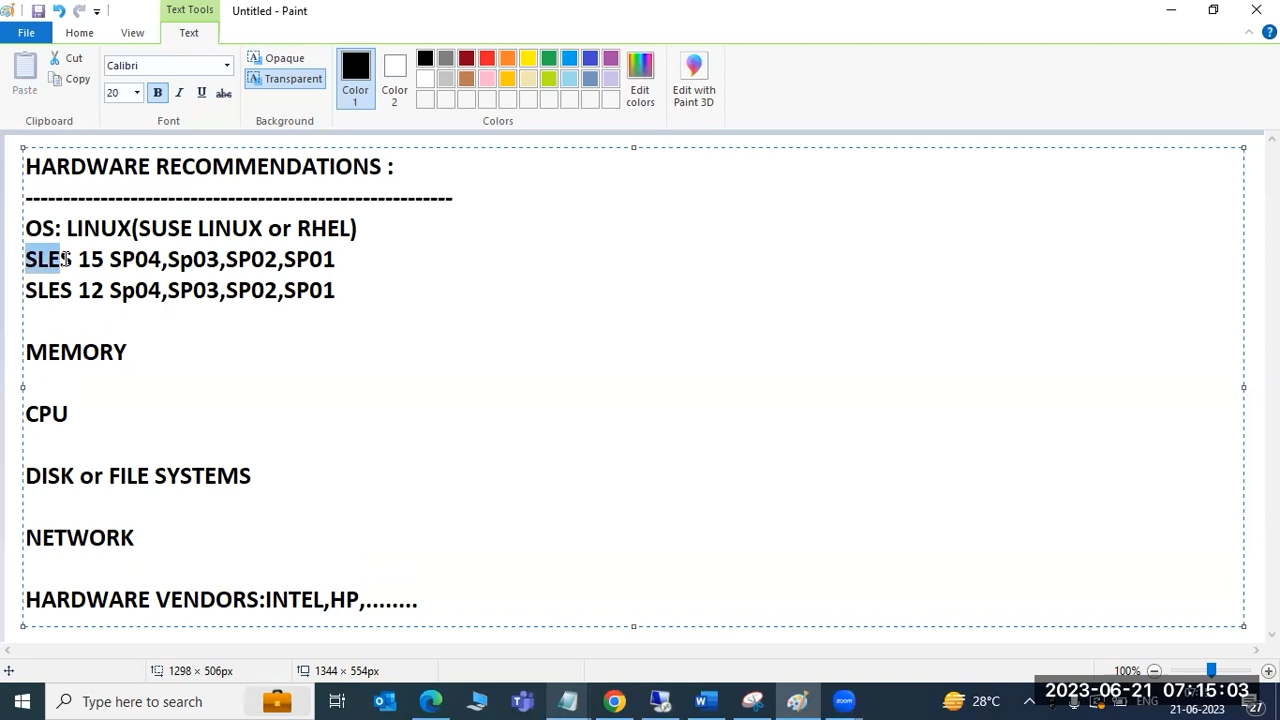 Untitled - Paint
Text Tools
File
Home
View
Text
Paste
Cut
Copy
Clipboard
Calibri
20
B
I
U
abc
Font
Opaque
Transparent
Background
Color
1
Color
2
Edit
colors
Colors
Edit with
Paint 3D
HARDWARE RECOMMENDATIONS :
---------------------------------------------------------
OS: LINUX(SUSE LINUX or RHEL)
SLES 15 SP04,Sp03,SP02,SP01
SLES 12 Sp04,SP03,SP02,SP01
MEMORY
CPU
DISK or FILE SYSTEMS
NETWORK
HARDWARE VENDORS:INTEL,HP,........
1298 × 506px
1344 × 554px
100%
Type here to search
28°C
ENG
2023-06-21 07:15:03
21-06-2023
27